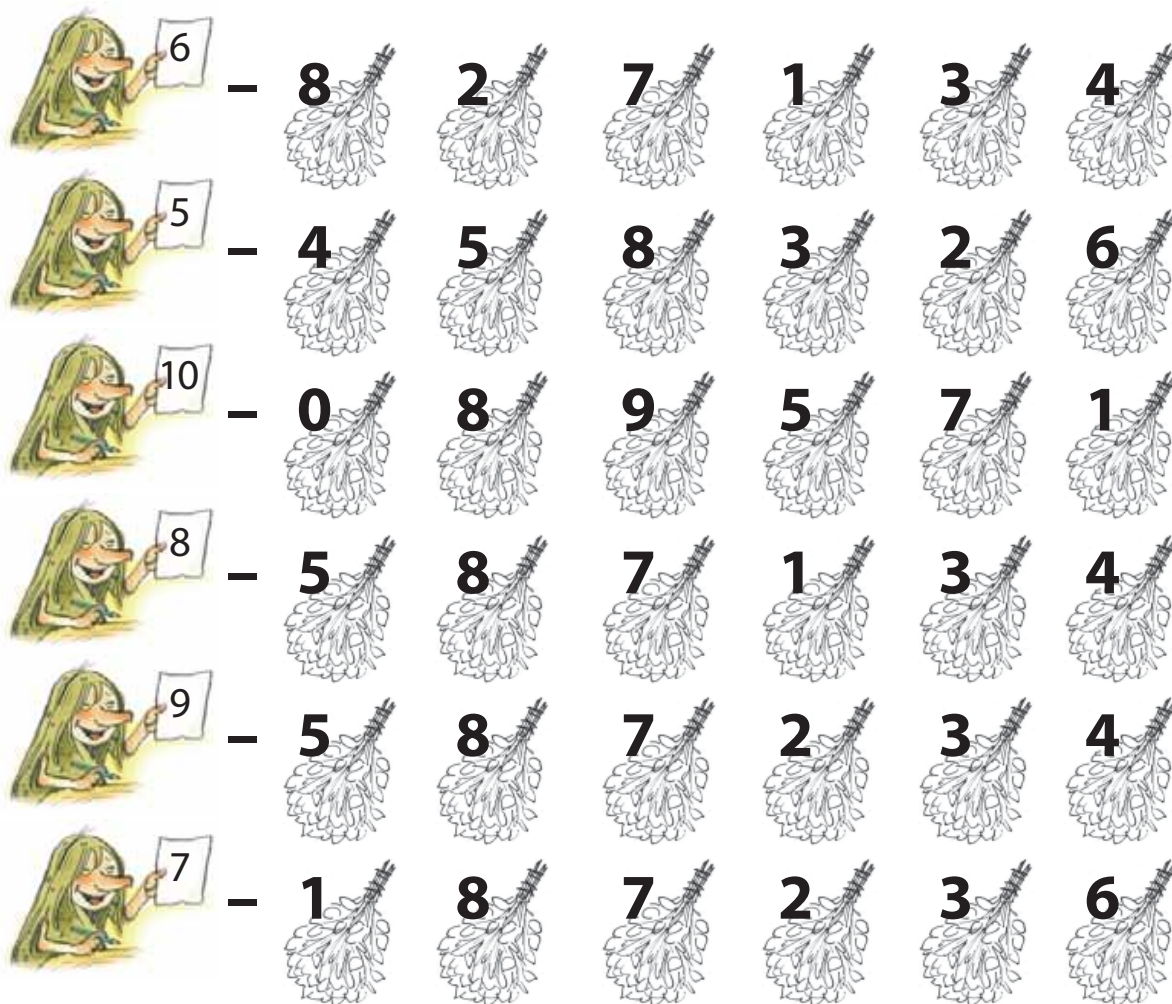 6 – 8 2 7 1 3 4
5 – 4 5 8 3 2 6
10 – 0 8 9 5 7 1
8 – 5 8 7 1 3 4
9 – 5 8 7 2 3 4
7 – 1 8 7 2 3 6